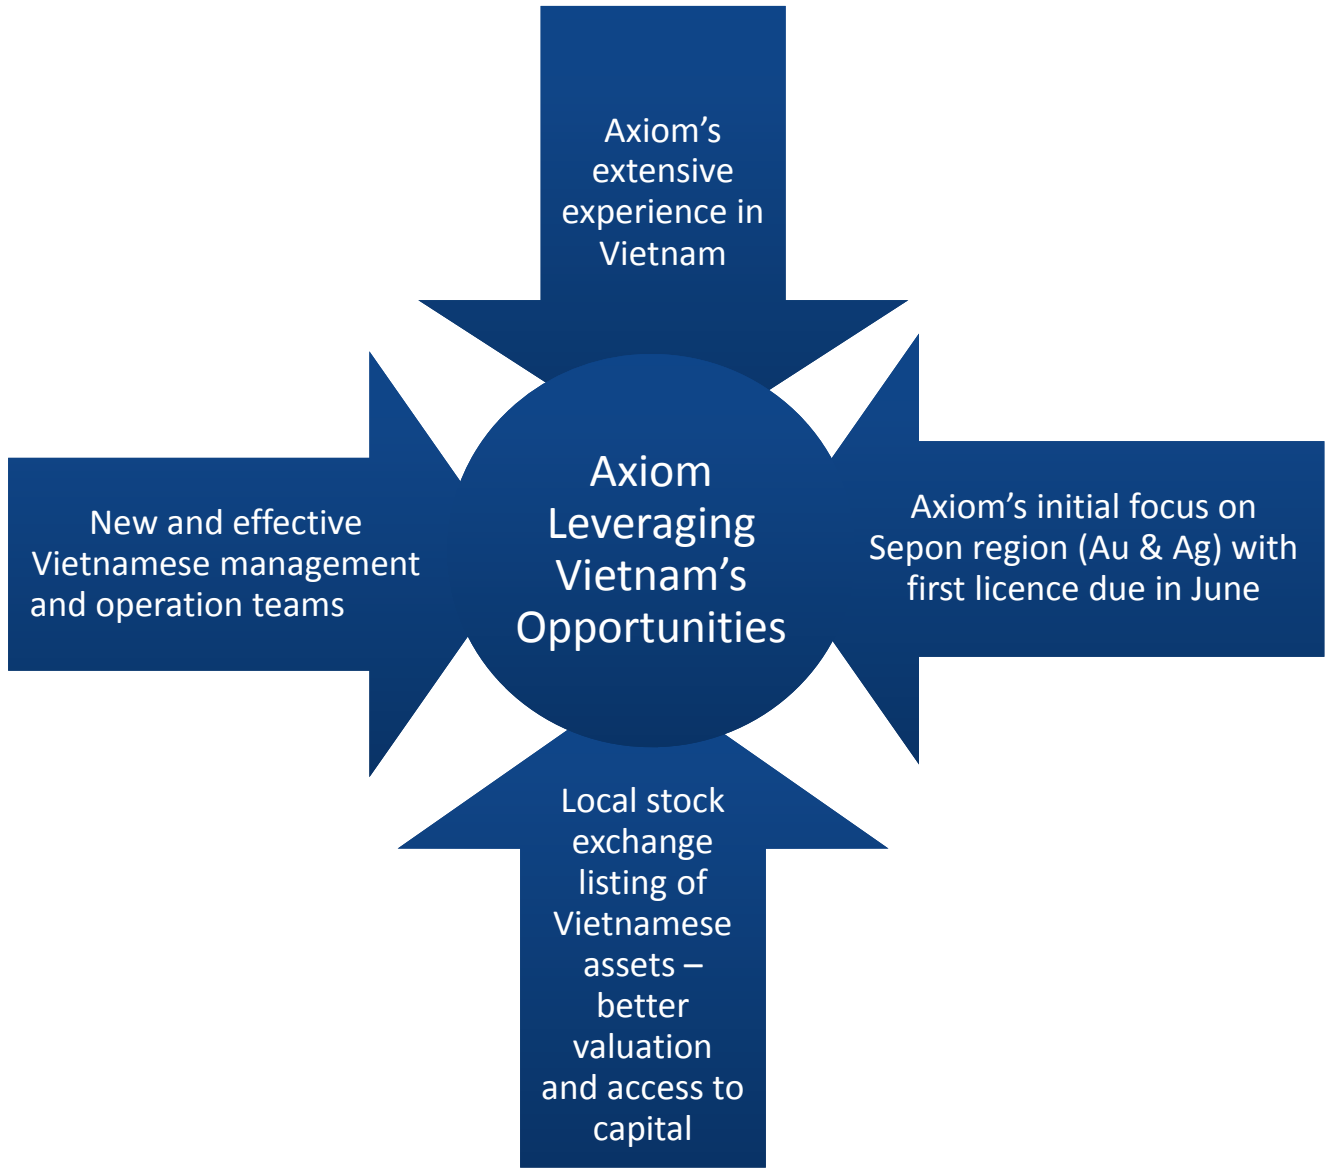 Axiom’s
extensive
experience in
Vietnam
New and effective
Vietnamese management
and operation teams
Axiom
Leveraging
Vietnam’s
Opportunities
Axiom’s initial focus on
Sepon region (Au & Ag) with
first licence due in June
Local stock
exchange
listing of
Vietnamese
assets –
better
valuation
and access to
capital